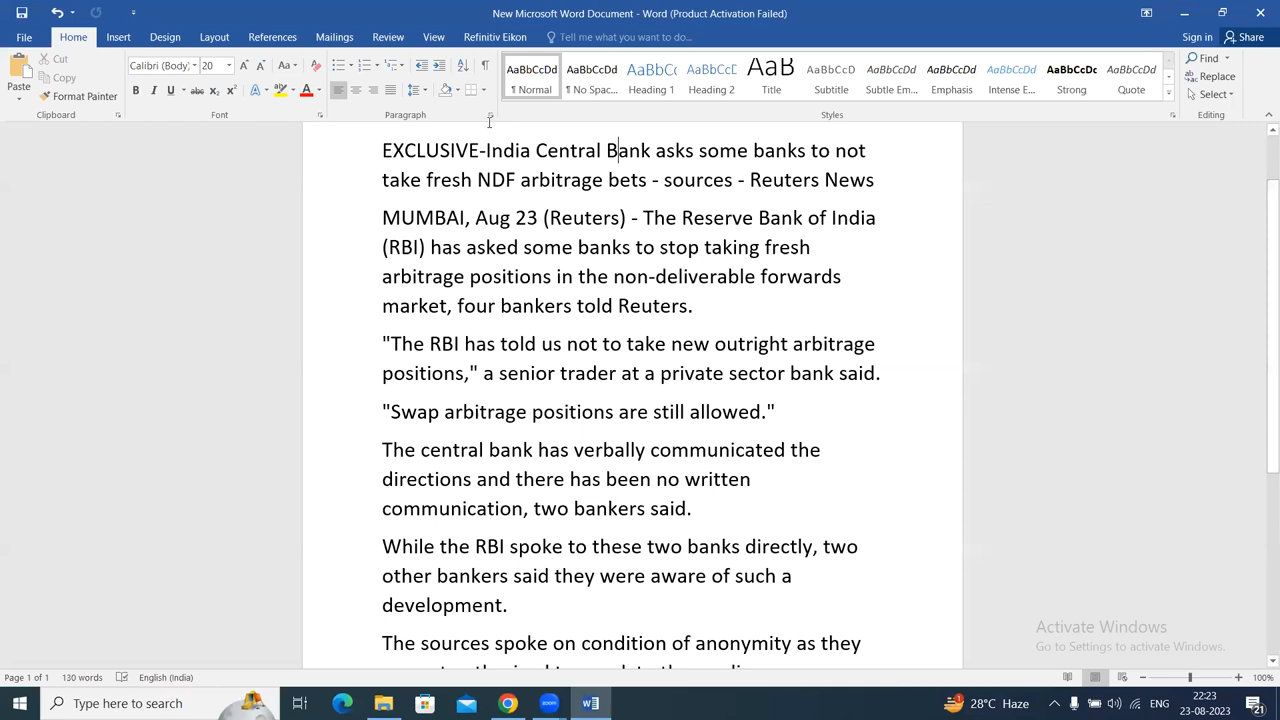 New Microsoft Word Document - Word (Product Activation Failed)
File Home Insert Design Layout References Mailings Review View Refinitiv Eikon Tell me what you want to do... Sign in Share
Paste Cut Copy Format Painter
Clipboard
Calibri (Body) 20
Font
Paragraph
AaBbCcDd ¶ Normal
AaBbCcDd ¶ No Spac...
AaBbC( Heading 1
AaBbCcE Heading 2
AaB Title
AaBbCcD Subtitle
AaBbCcDd Subtle Em...
AaBbCcDd Emphasis
AaBbCcDd Intense E...
AaBbCcDc Strong
AaBbCcDd Quote
Styles
Find
Replace
Select
Editing
EXCLUSIVE-India Central Bank asks some banks to not
take fresh NDF arbitrage bets - sources - Reuters News
MUMBAI, Aug 23 (Reuters) - The Reserve Bank of India
(RBI) has asked some banks to stop taking fresh
arbitrage positions in the non-deliverable forwards
market, four bankers told Reuters.
"The RBI has told us not to take new outright arbitrage
positions," a senior trader at a private sector bank said.
"Swap arbitrage positions are still allowed."
The central bank has verbally communicated the
directions and there has been no written
communication, two bankers said.
While the RBI spoke to these two banks directly, two
other bankers said they were aware of such a
development.
The sources spoke on condition of anonymity as they
Activate Windows
Go to Settings to activate Windows.
Page 1 of 1 130 words English (India) 100%
Type here to search zoom 1 28°C Haze 22:23
23-08-2023 21